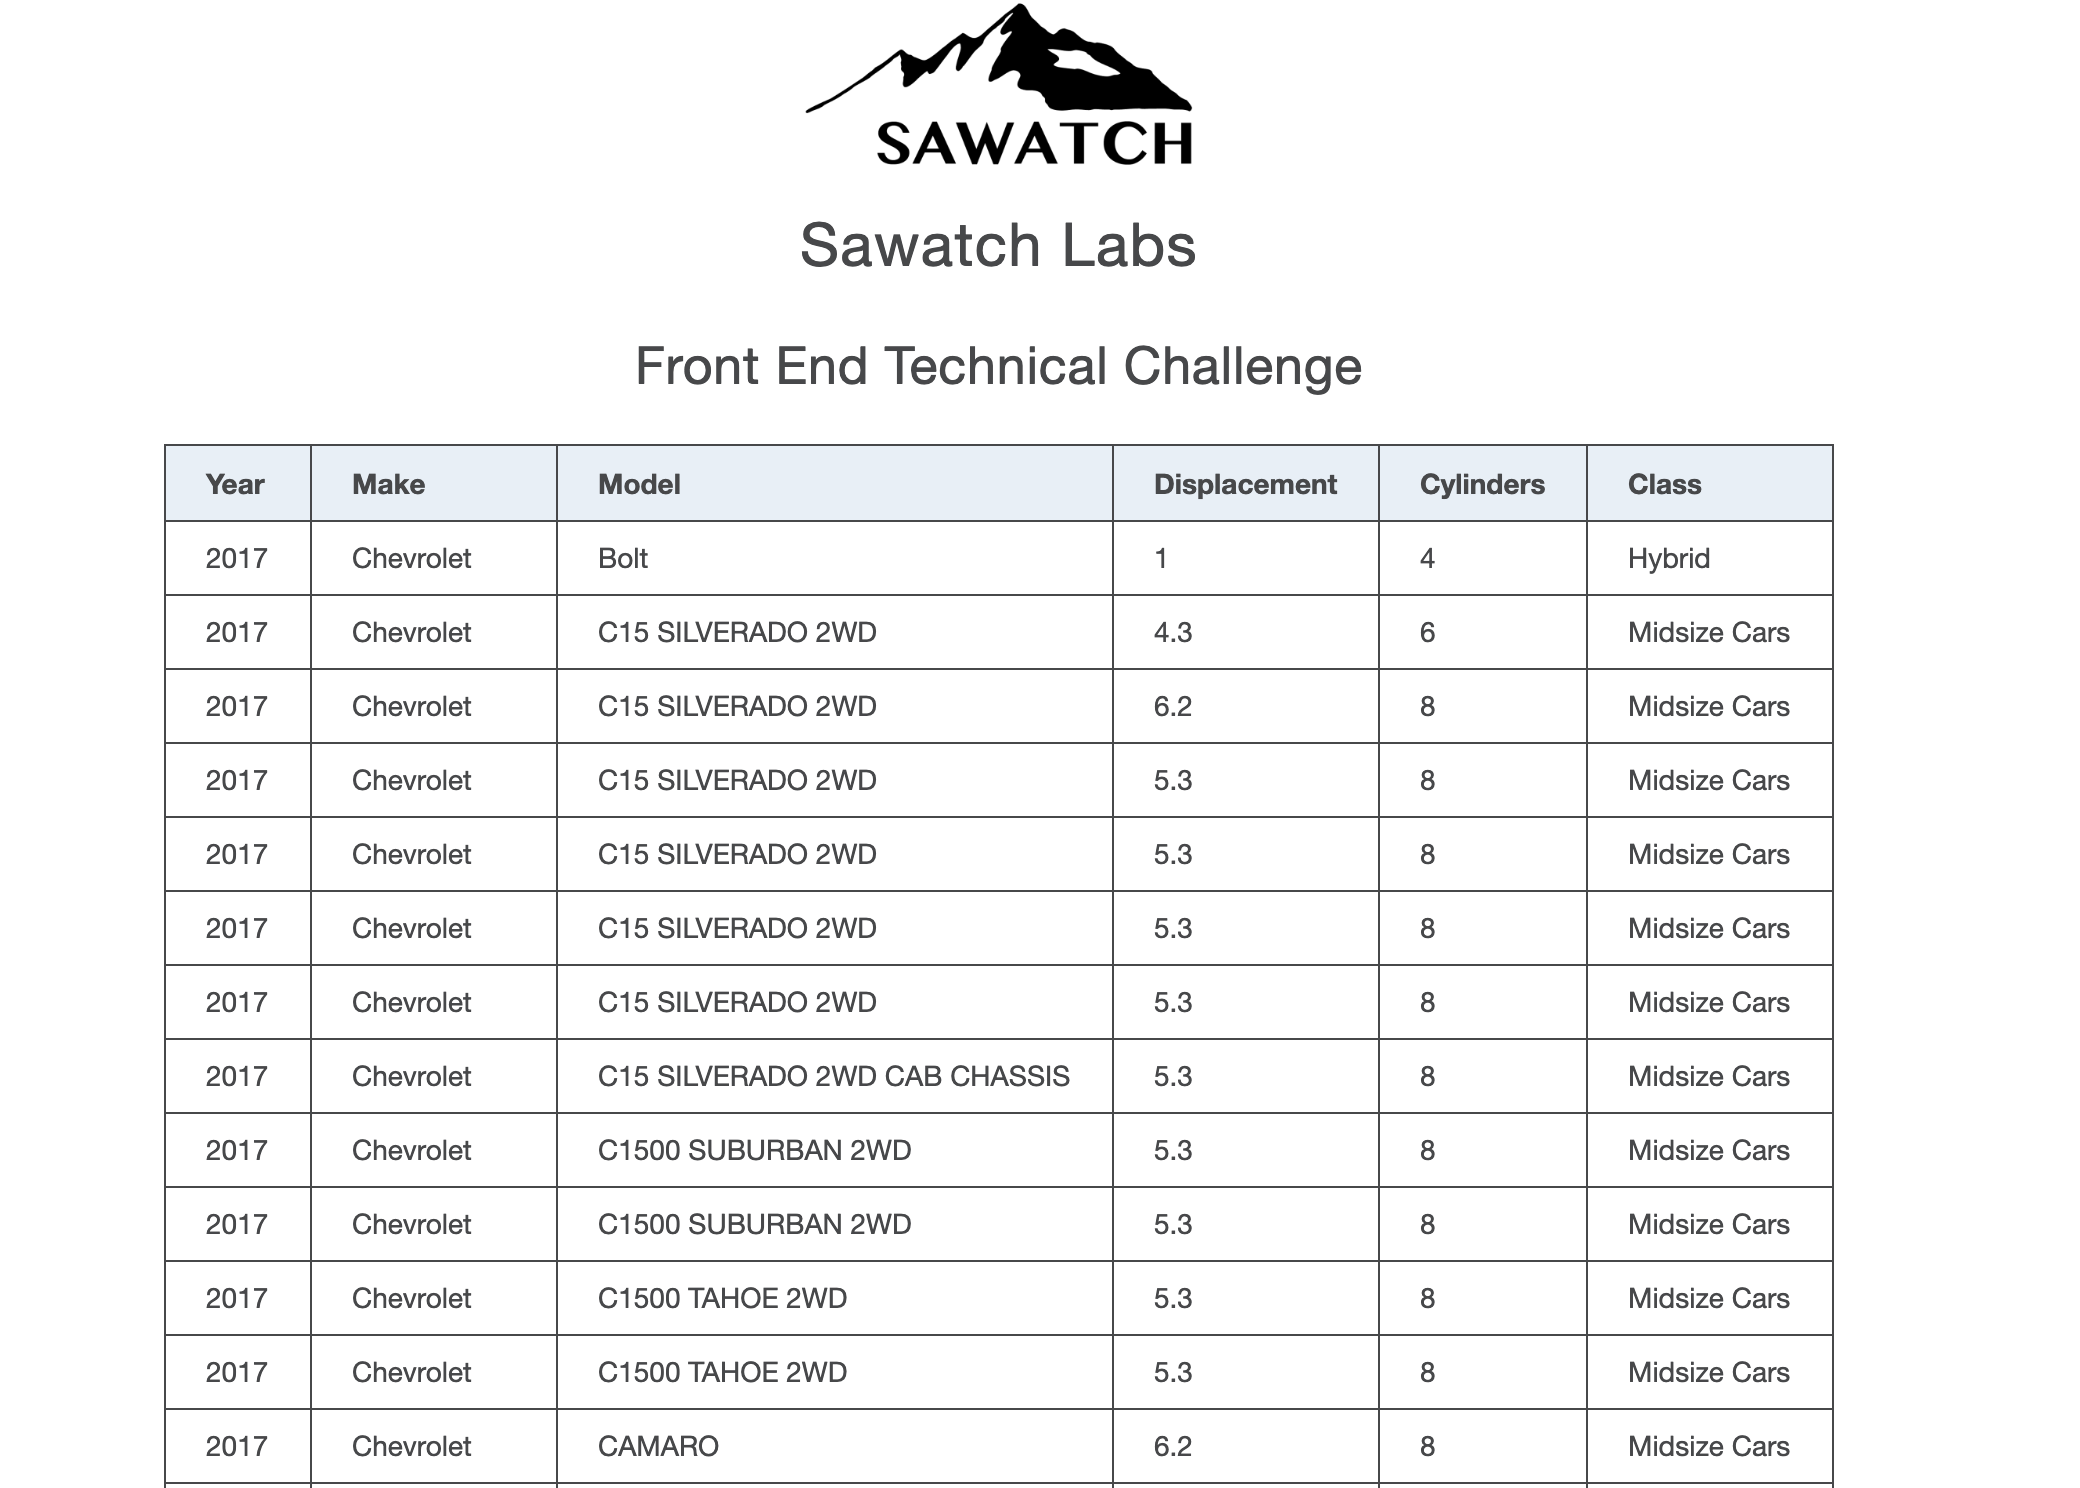 SAWATCH
Sawatch Labs
Front End Technical Challenge
Year Make Model Displacement Cylinders Class
2017 Chevrolet Bolt 1 4 Hybrid
2017 Chevrolet C15 SILVERADO 2WD 4.3 6 Midsize Cars
2017 Chevrolet C15 SILVERADO 2WD 6.2 8 Midsize Cars
2017 Chevrolet C15 SILVERADO 2WD 5.3 8 Midsize Cars
2017 Chevrolet C15 SILVERADO 2WD 5.3 8 Midsize Cars
2017 Chevrolet C15 SILVERADO 2WD 5.3 8 Midsize Cars
2017 Chevrolet C15 SILVERADO 2WD 5.3 8 Midsize Cars
2017 Chevrolet C15 SILVERADO 2WD CAB CHASSIS 5.3 8 Midsize Cars
2017 Chevrolet C1500 SUBURBAN 2WD 5.3 8 Midsize Cars
2017 Chevrolet C1500 SUBURBAN 2WD 5.3 8 Midsize Cars
2017 Chevrolet C1500 TAHOE 2WD 5.3 8 Midsize Cars
2017 Chevrolet C1500 TAHOE 2WD 5.3 8 Midsize Cars
2017 Chevrolet CAMARO 6.2 8 Midsize Cars